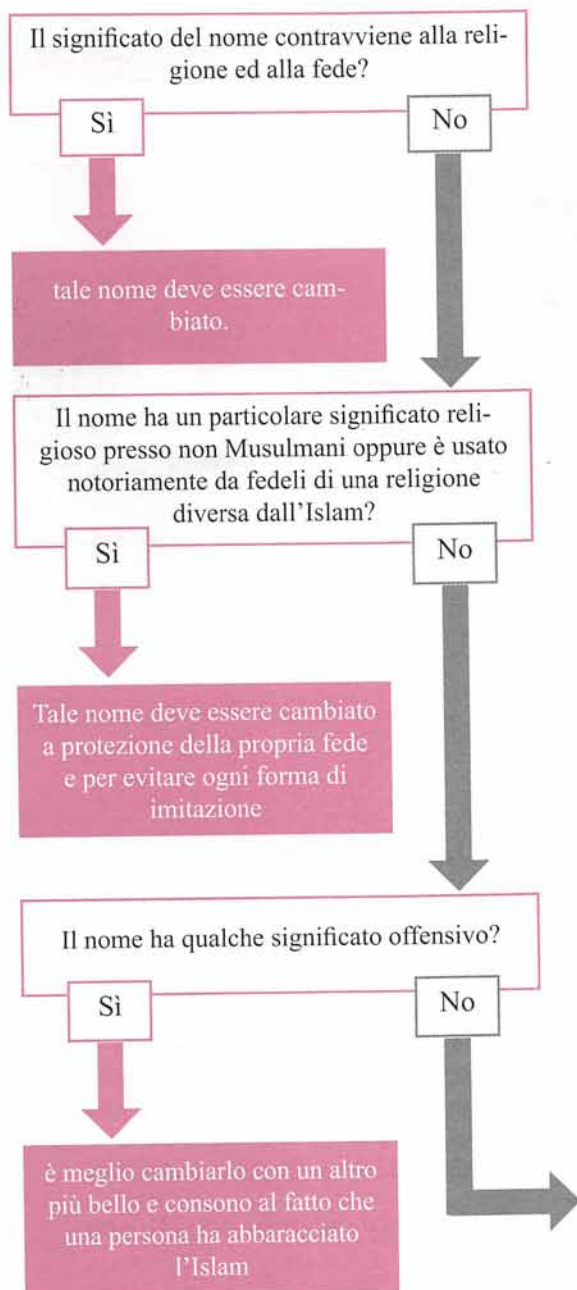 Il significato del nome contravviene alla reli-
gione ed alla fede?
Sì
No
tale nome deve essere cam-
biato.
Il nome ha un particolare significato reli-
gioso presso non Musulmani oppure è usato
notoriamente da fedeli di una religione
diversa dall'Islam?
Sì
No
Tale nome deve essere cambiato
a protezione della propria fede
e per evitare ogni forma di
imitazione
Il nome ha qualche significato offensivo?
Sì
No
è meglio cambiarlo con un altro
più bello e consono al fatto che
una persona ha abbaracciato
l'Islam